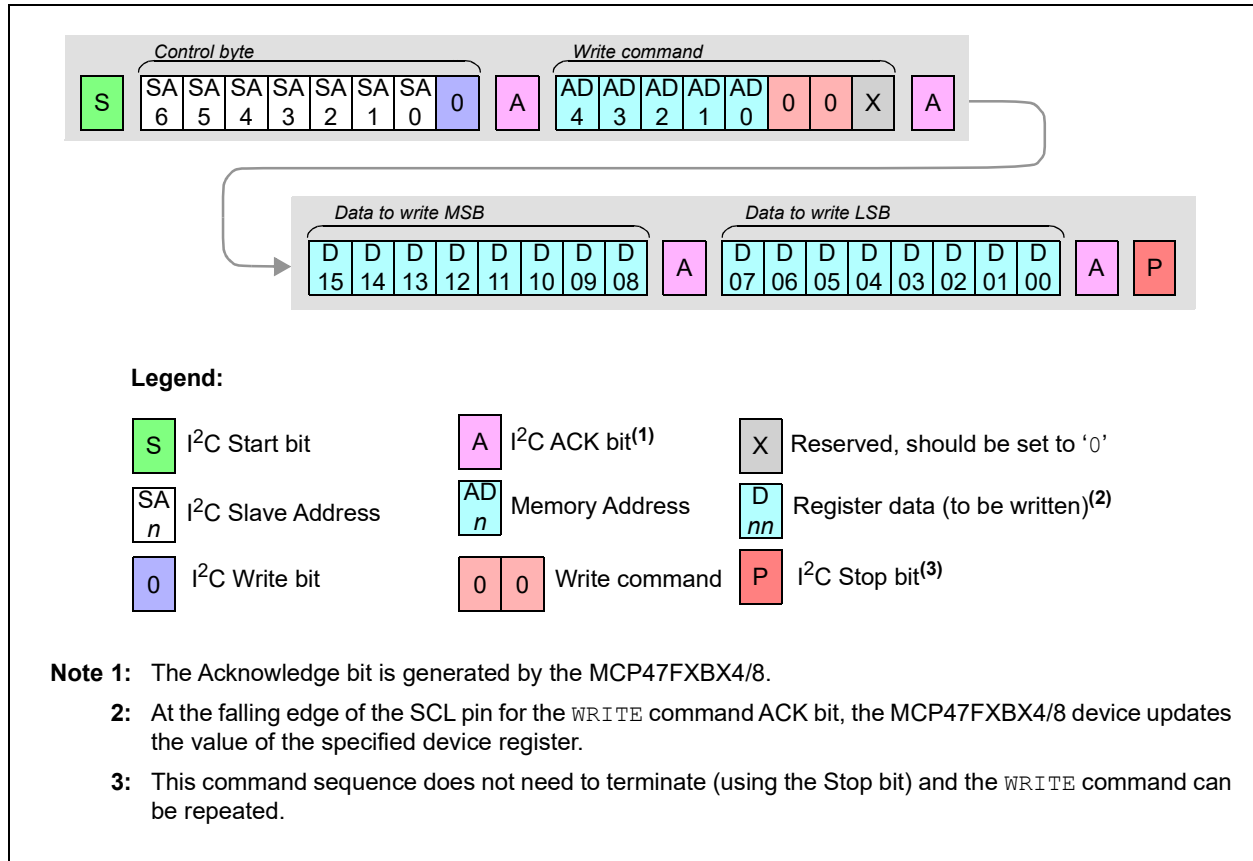 Control byte Write command
S SA 6 SA 5 SA 4 SA 3 SA 2 SA 1 SA 0 0 A AD 4 AD 3 AD 2 AD 1 AD 0 0 0 X A
Data to write MSB Data to write LSB
D 15 D 14 D 13 D 12 D 11 D 10 D 09 D 08 A D 07 D 06 D 05 D 04 D 03 D 02 D 01 D 00 A P
Legend:
S I²C Start bit A I²C ACK bit(1) X Reserved, should be set to ‘0’
SA n I²C Slave Address AD n Memory Address D nn Register data (to be written)(2)
0 I²C Write bit 0 0 Write command P I²C Stop bit(3)
Note 1: The Acknowledge bit is generated by the MCP47FXBX4/8.
2: At the falling edge of the SCL pin for the WRITE command ACK bit, the MCP47FXBX4/8 device updates
the value of the specified device register.
3: This command sequence does not need to terminate (using the Stop bit) and the WRITE command can
be repeated.